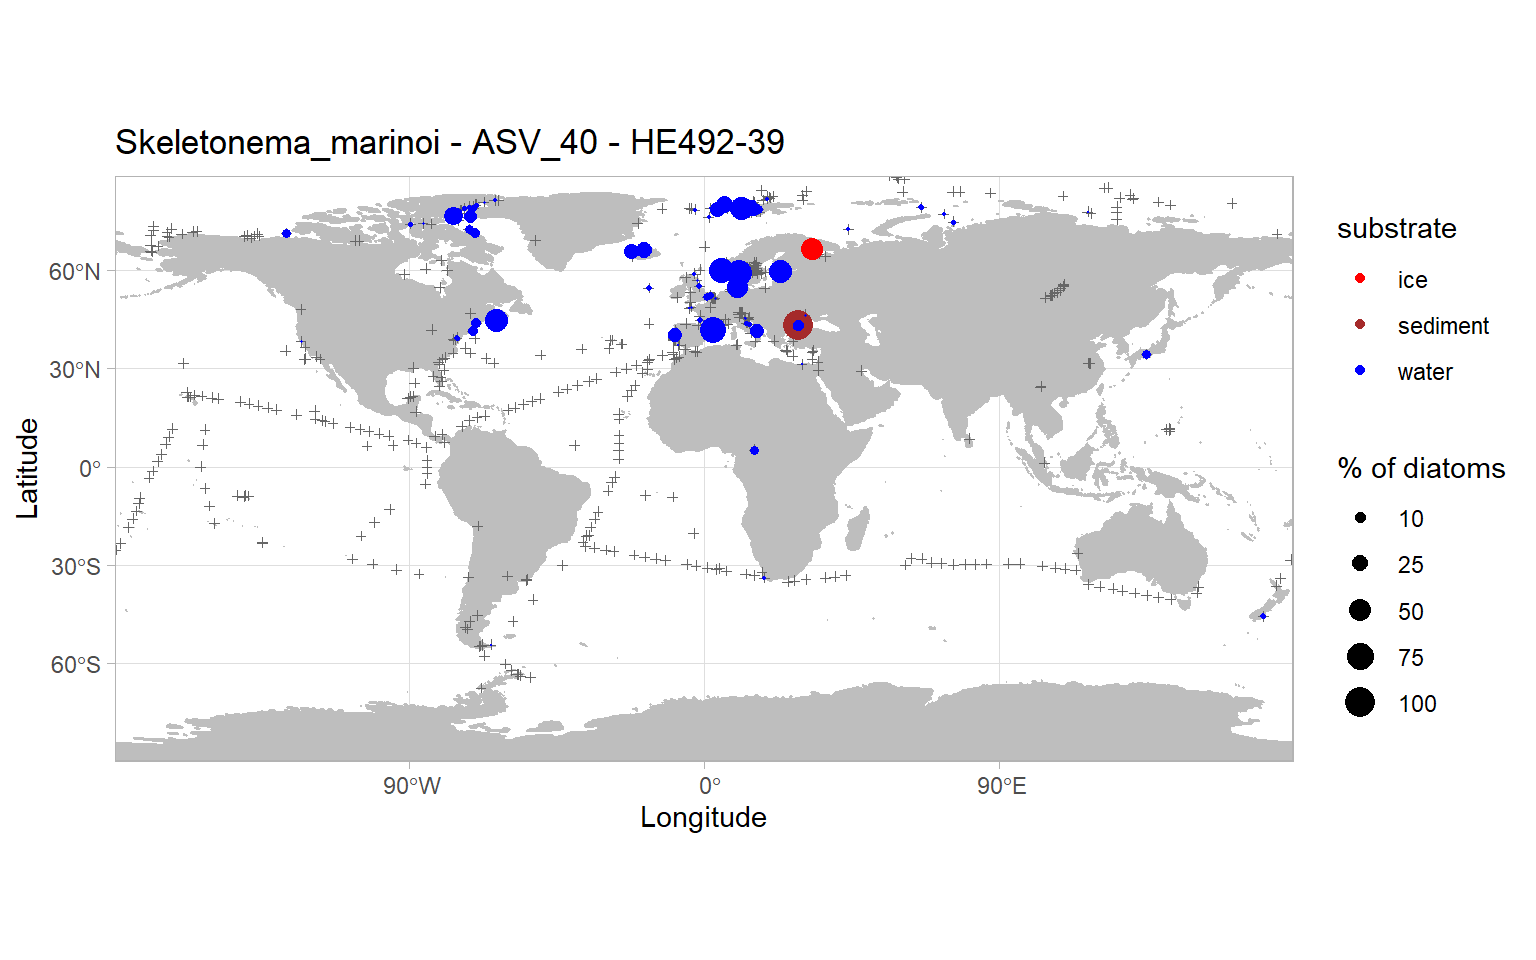 Skeletonema_marinoi - ASV_40 - HE492-39
60°N
30°N
0°
30°S
60°S
Latitude
90°W
0°
90°E
Longitude
substrate
ice
sediment
water
% of diatoms
10
25
50
75
100